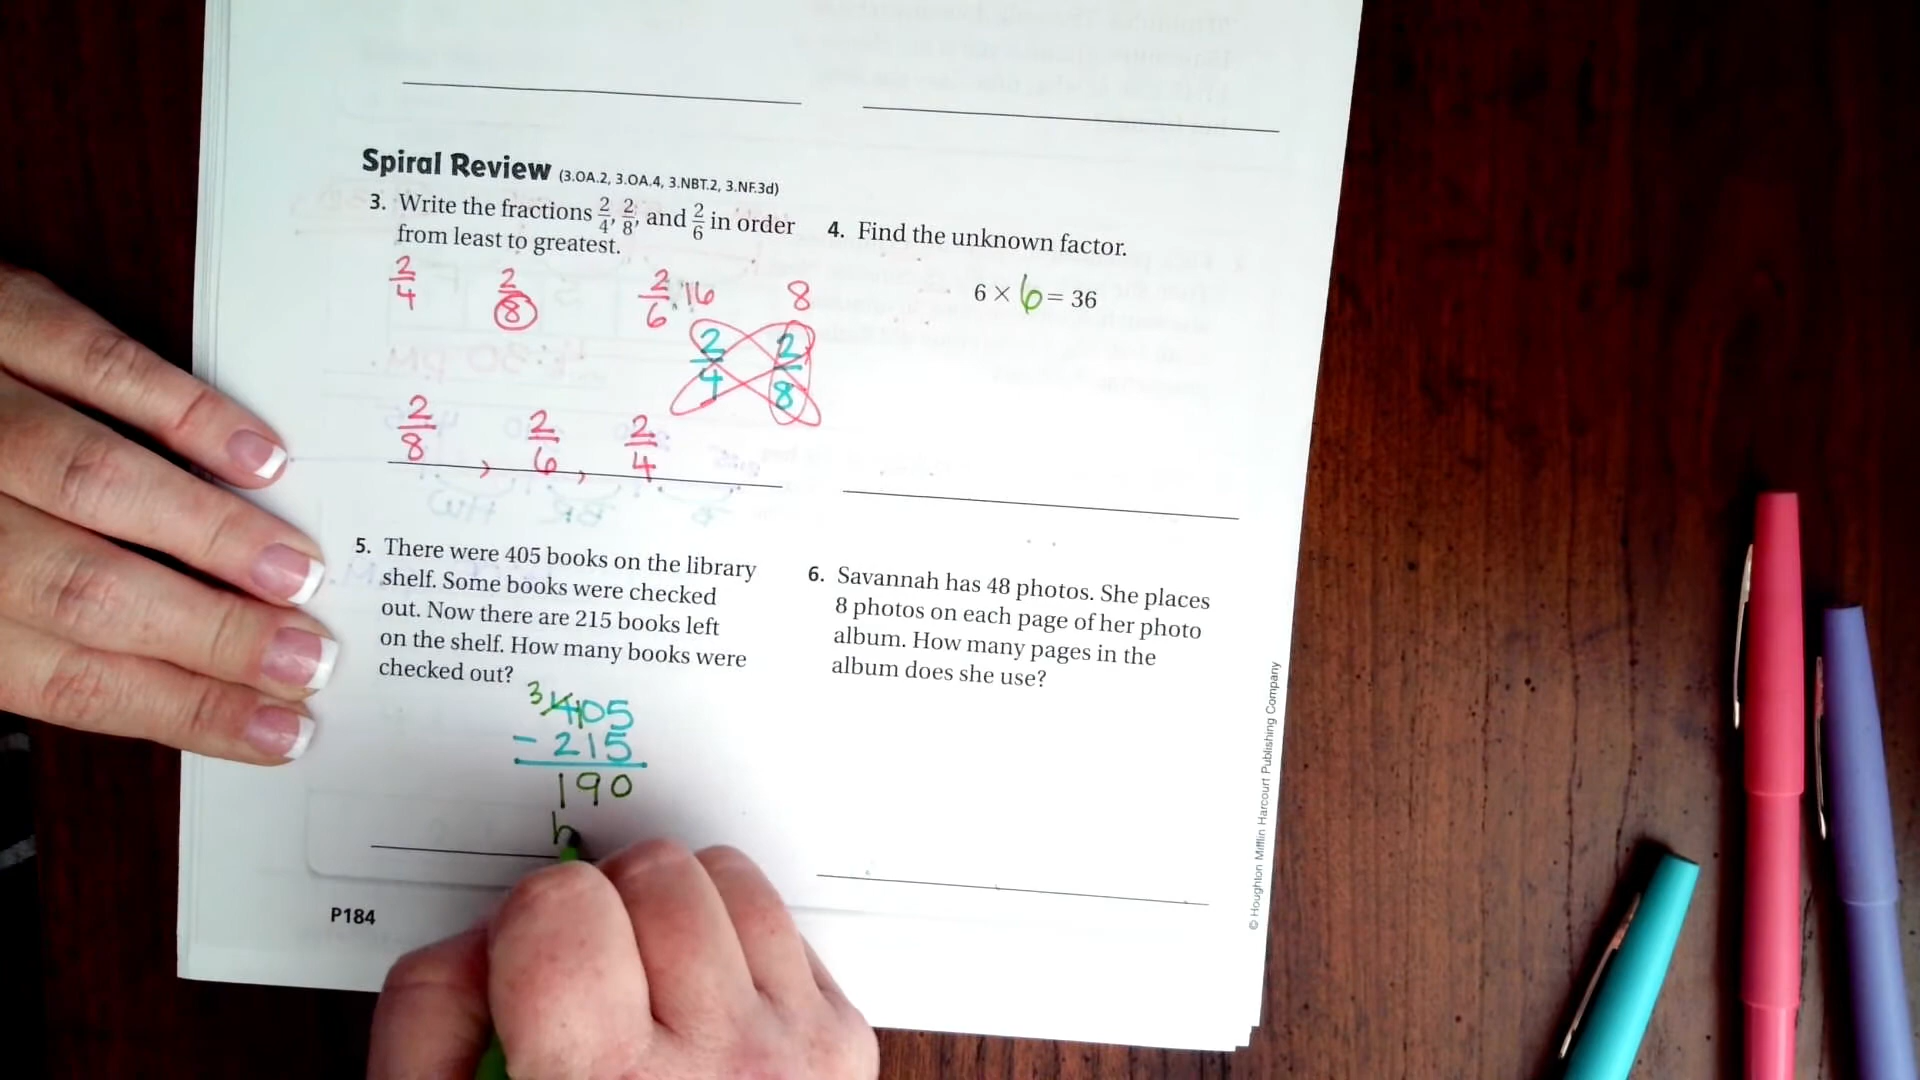 Spiral Review (3.OA.2, 3.OA.4, 3.NBT.2, 3.NF.3d)
3. Write the fractions 2/4, 2/8, and 2/6 in order
from least to greatest.
2/4 2/8 2/6
16 8
2/4 2/8
2/8 , 2/6 , 2/4
4. Find the unknown factor.
6 × 6 = 36
5. There were 405 books on the library
shelf. Some books were checked
out. Now there are 215 books left
on the shelf. How many books were
checked out?
3 1
405
- 215
190
b
6. Savannah has 48 photos. She places
8 photos on each page of her photo
album. How many pages in the
album does she use?
P184
© Houghton Mifflin Harcourt Publishing Company